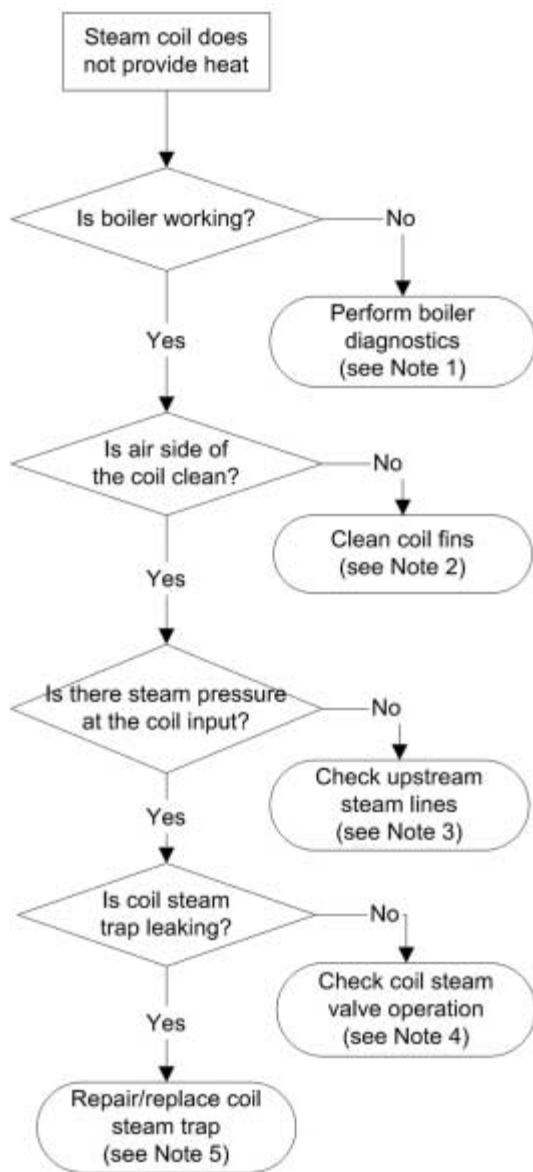 Steam coil does
not provide heat
Is boiler working?
No
Perform boiler
diagnostics
(see Note 1)
Yes
Is air side of
the coil clean?
No
Clean coil fins
(see Note 2)
Yes
Is there steam pressure
at the coil input?
No
Check upstream
steam lines
(see Note 3)
Yes
Is coil steam
trap leaking?
No
Check coil steam
valve operation
(see Note 4)
Yes
Repair/replace coil
steam trap
(see Note 5)